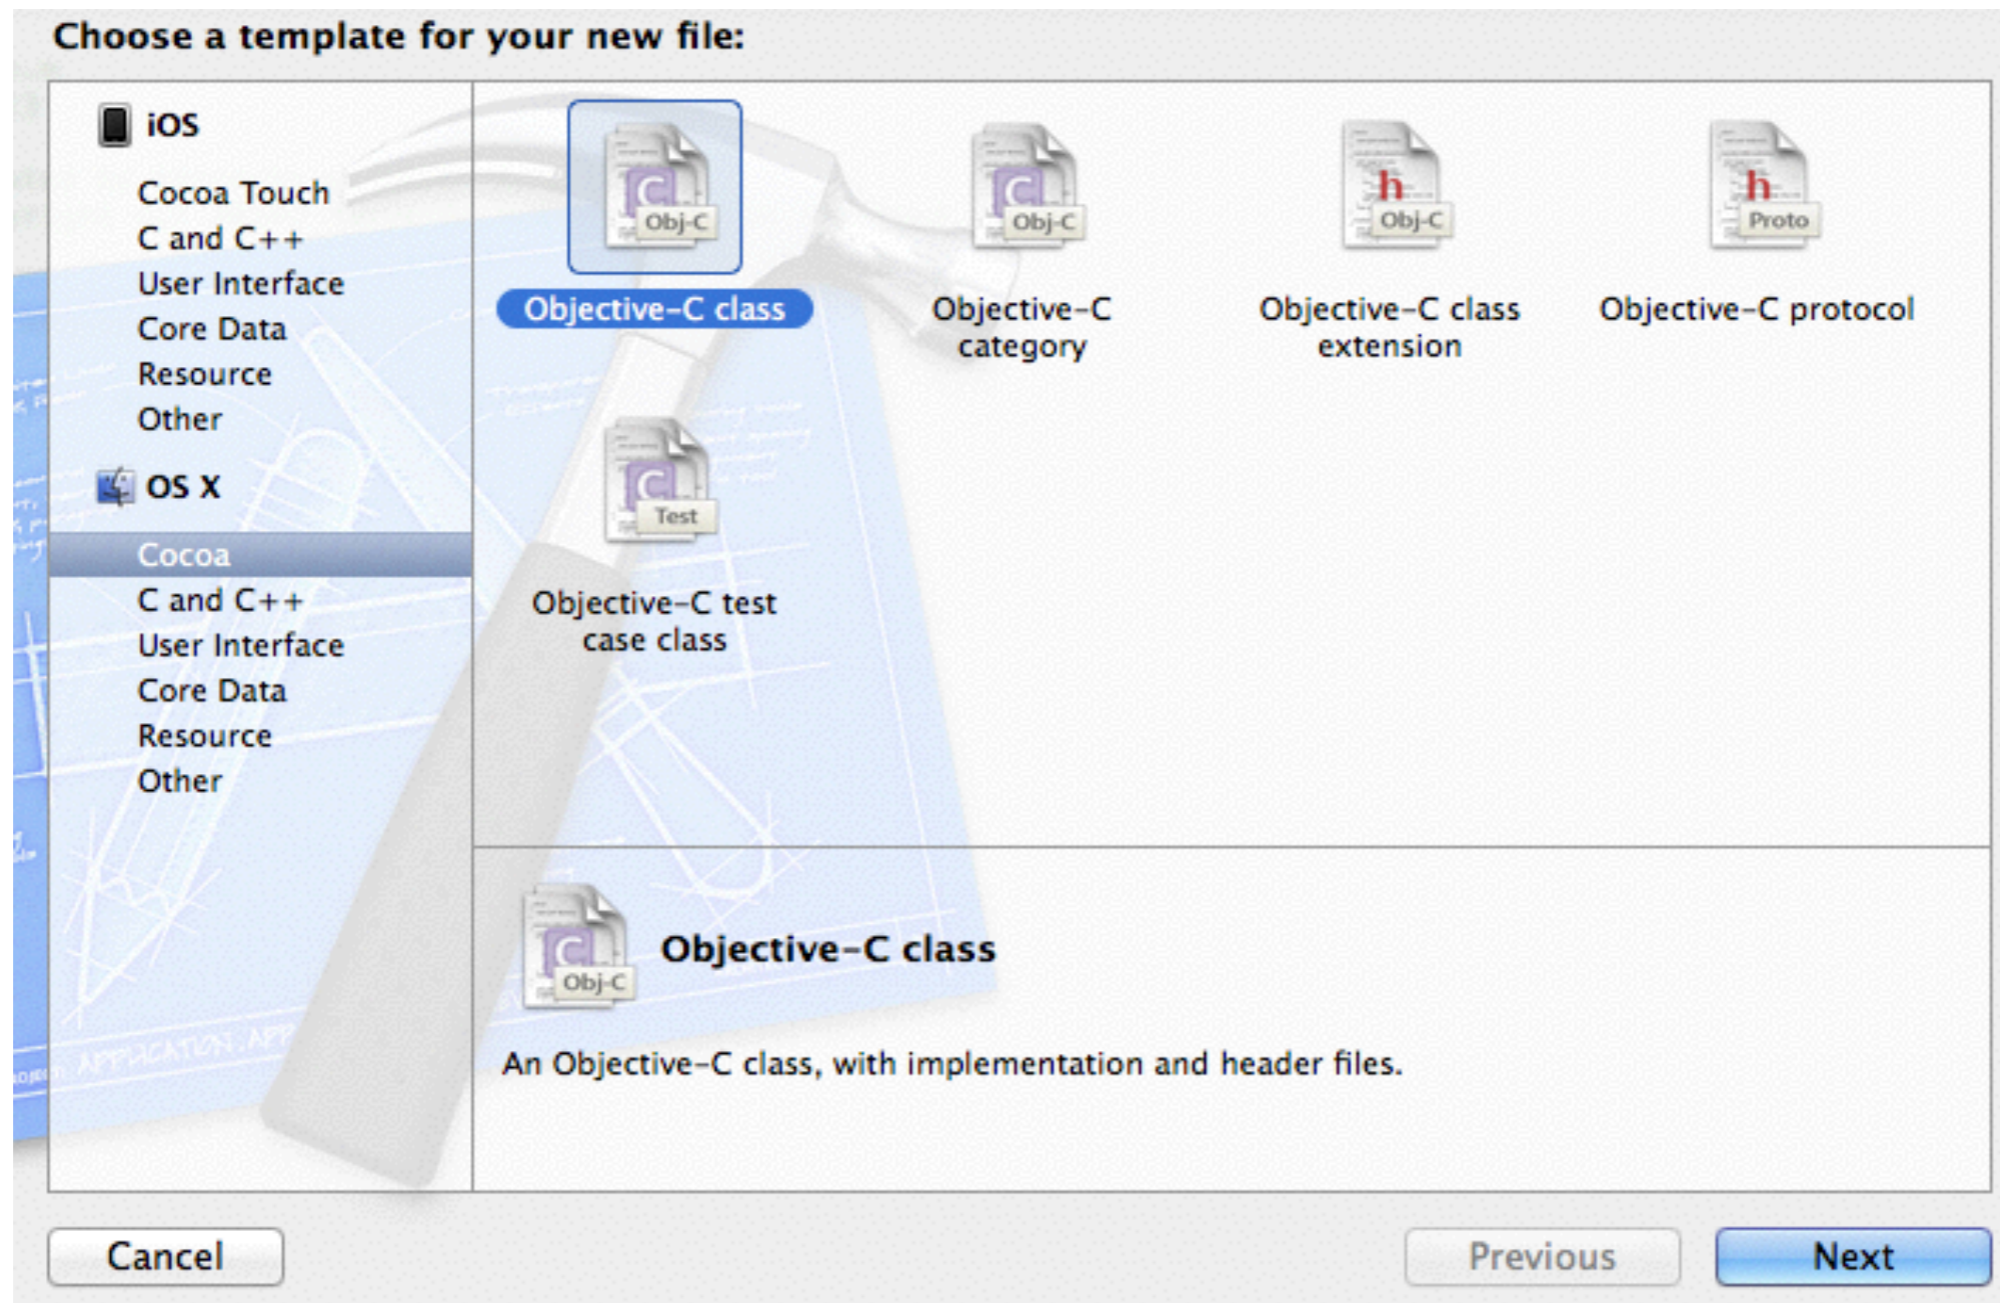 Choose a template for your new file:
iOS
Cocoa Touch
C and C++
User Interface
Core Data
Resource
Other
OS X
Cocoa
C and C++
User Interface
Core Data
Resource
Other
Obj-C
Objective-C class
Obj-C
Objective-C
category
h
Obj-C
Objective-C class
extension
h
Proto
Objective-C protocol
C
Test
Objective-C test
case class
C
Obj-C
Objective-C class
An Objective-C class, with implementation and header files.
APPLICATION.APP
Cancel
Previous
Next